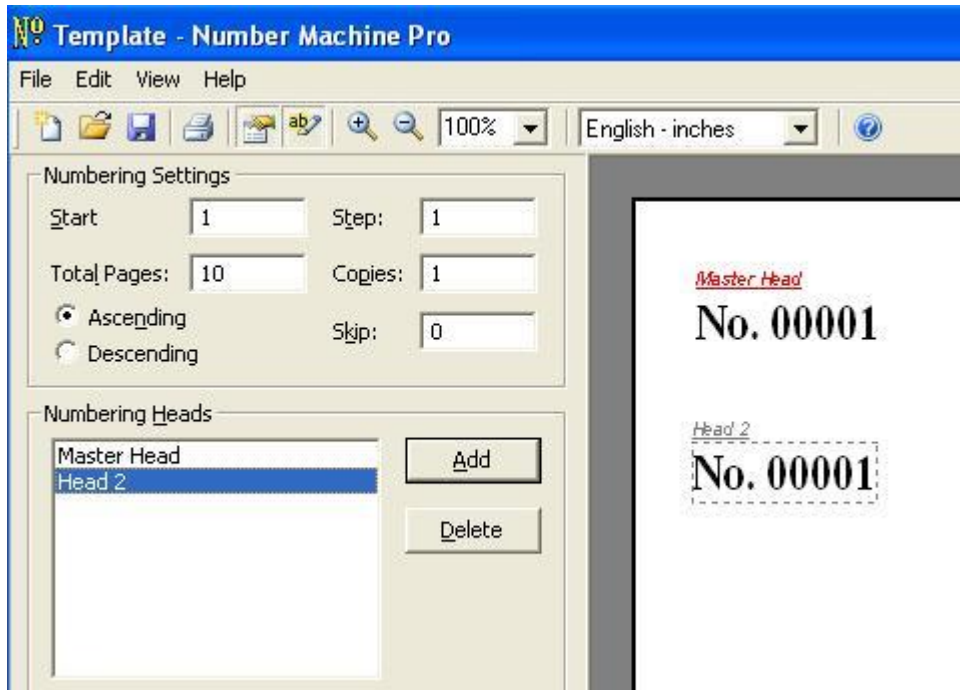 Nº Template - Number Machine Pro
File Edit View Help
ab 100% English - inches ?
Numbering Settings
Start 1 Step: 1
Total Pages: 10 Copies: 1
Ascending
Skip: 0
Descending
Numbering Heads
Master Head
Head 2
Add
Delete
Master Head
No. 00001
Head 2
No. 00001